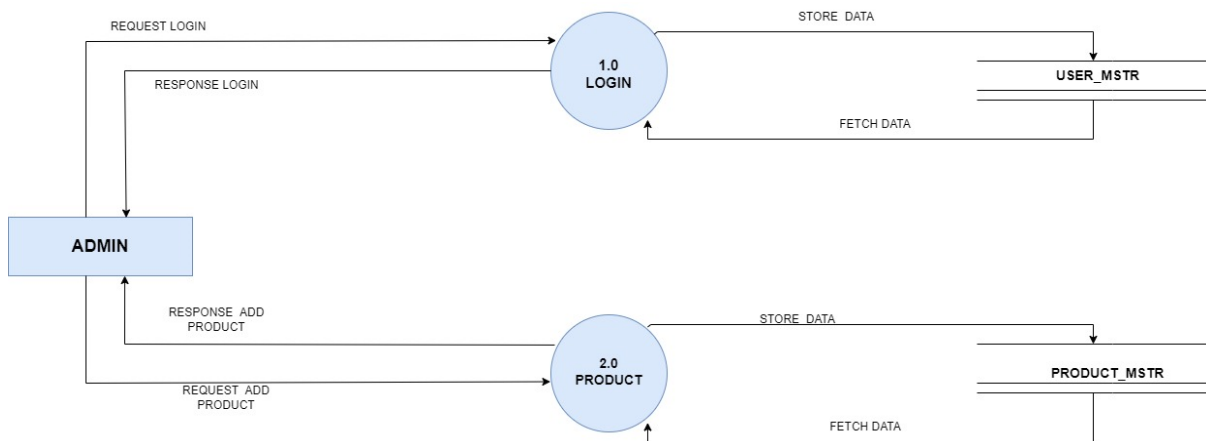 REQUEST LOGIN
STORE DATA
1.0
LOGIN
USER_MSTR
RESPONSE LOGIN
FETCH DATA
ADMIN
RESPONSE ADD
PRODUCT
STORE DATA
2.0
PRODUCT
PRODUCT_MSTR
REQUEST ADD
PRODUCT
FETCH DATA